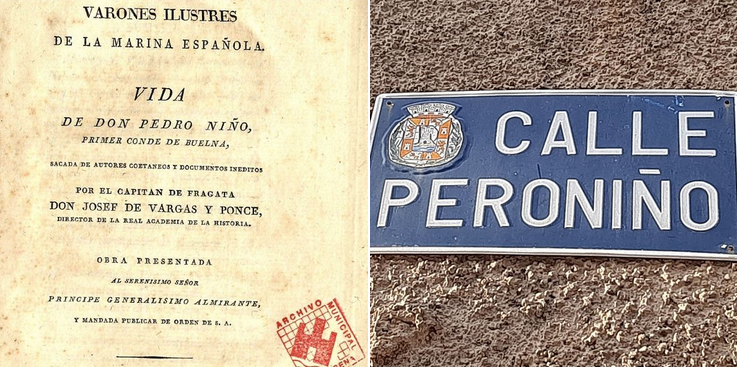 VARONES ILUSTRES
DE LA MARINA ESPAÑOLA.
VIDA
DE DON PEDRO NIÑO,
PRIMER CONDE DE BUELNA,
SACADA DE AUTORES COETANEOS Y DOCUMENTOS INEDITOS
POR EL CAPITAN DE FRAGATA
DON JOSEF DE VARGAS Y PONCE,
DIRECTOR DE LA REAL ACADEMIA DE LA HISTORIA.
OBRA PRESENTADA
AL SERENISIMO SEÑOR
PRINCIPE GENERALISIMO ALMIRANTE,
Y MANDADA PUBLICAR DE ORDEN DE S. A.
ARCHIVO MUNICIPAL
CALLE
PERONIÑO